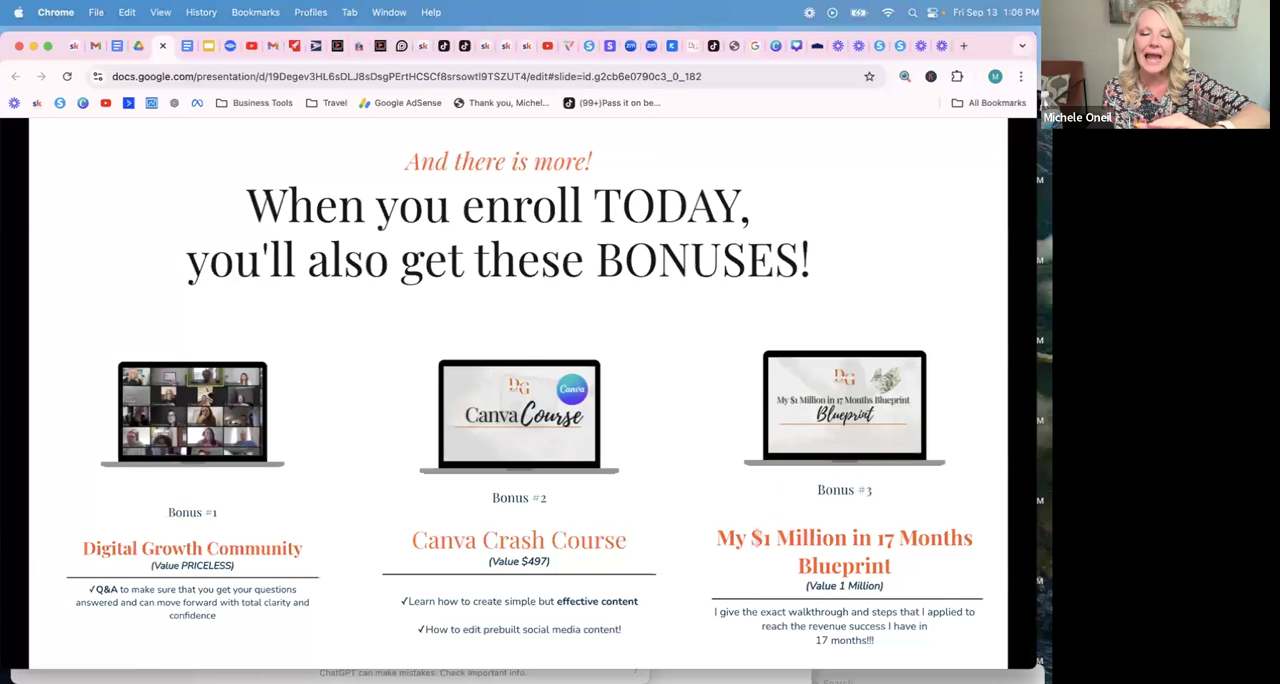 Chrome File Edit View History Bookmarks Profiles Tab Window Help
Fri Sep 13 1:06 PM
docs.google.com/presentation/d/19Degev3HL6sDLJ8sDsgPErtHCSCf8srsowtI9TSZUT4/edit#slide=id.g2cb6e0790c3_0_182
Business Tools Travel Google AdSense Thank you, Michel... (99+)Pass it on be... All Bookmarks
Michele Oneil
And there is more!
When you enroll TODAY,
you'll also get these BONUSES!
DG
Canva
Canva Course
DG
My $1 Million in 17 Months Blueprint
Blueprint
Bonus #1
Bonus #2
Bonus #3
Digital Growth Community
(Value PRICELESS)
✓Q&A to make sure that you get your questions
answered and can move forward with total clarity and
confidence
Canva Crash Course
(Value $497)
✓Learn how to create simple but effective content
✓How to edit prebuilt social media content!
My $1 Million in 17 Months
Blueprint
(Value 1 Million)
I give the exact walkthrough and steps that I applied to
reach the revenue success I have in
17 months!!!
ChatGPT can make mistakes. Check important info.
Search